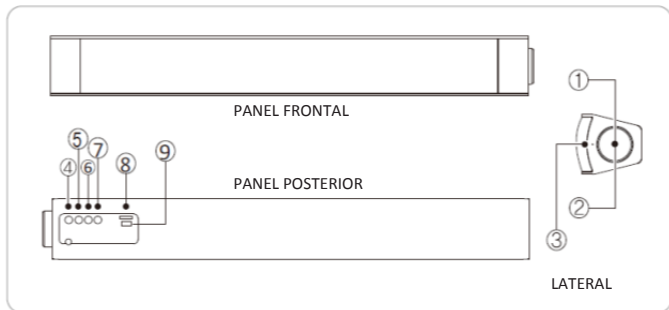 PANEL FRONTAL
①
⑤ ⑦
④ ⑥ ⑧ ⑨
PANEL POSTERIOR
②
③
LATERAL